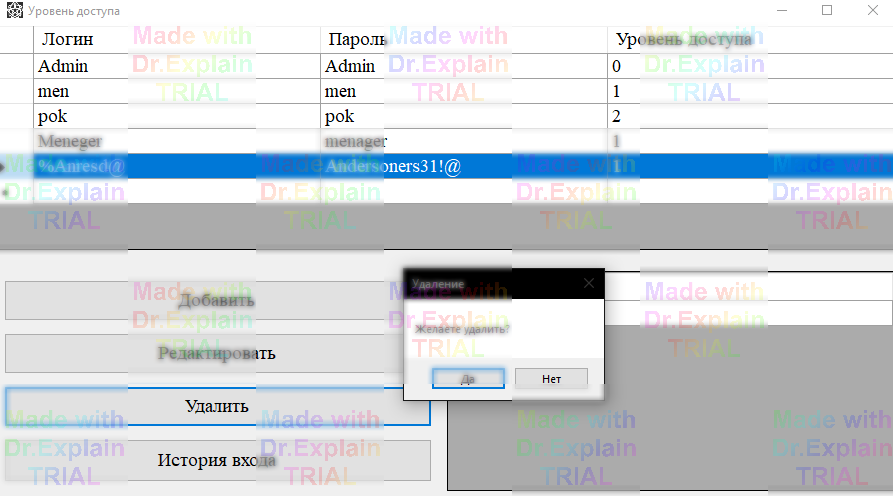 Уровень доступа
Логин Пароль Уровень доступа
Admin Admin 0
men men 1
pok pok 2
Meneger menager 1
%Anresd@ Andersoners31!@ 1
Удаление
Желаете удалить?
Да Нет
Добавить
Редактировать
Удалить
История входа
Made with Made with Made with
Dr.Explain Dr.Explain Dr.Explain
TRIAL TRIAL TRIAL
Made with Made with Made with Made with
Dr.Explain Dr.Explain Dr.Explain Dr.Explain
TRIAL TRIAL TRIAL TRIAL
Made with Made with Made with
Dr.Explain Dr.Explain Dr.Explain
TRIAL TRIAL TRIAL
Made with Made with Made with Made with
Dr.Explain Dr.Explain Dr.Explain Dr.Explain
TRIAL TRIAL TRIAL TRIAL